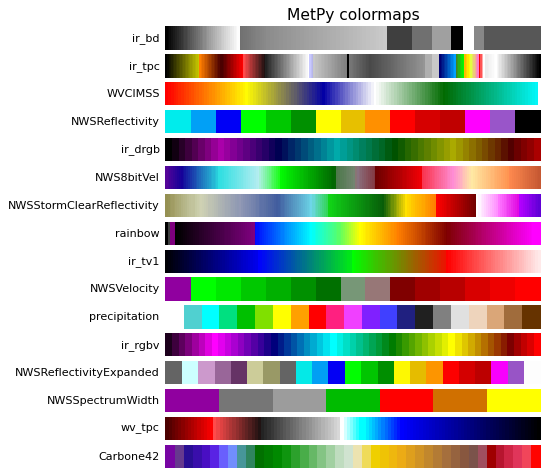 MetPy colormaps
ir_bd
ir_tpc
WVCIMSS
NWSReflectivity
ir_drgb
NWS8bitVel
NWSStormClearReflectivity
rainbow
ir_tv1
NWSVelocity
precipitation
ir_rgbv
NWSReflectivityExpanded
NWSSpectrumWidth
wv_tpc
Carbone42